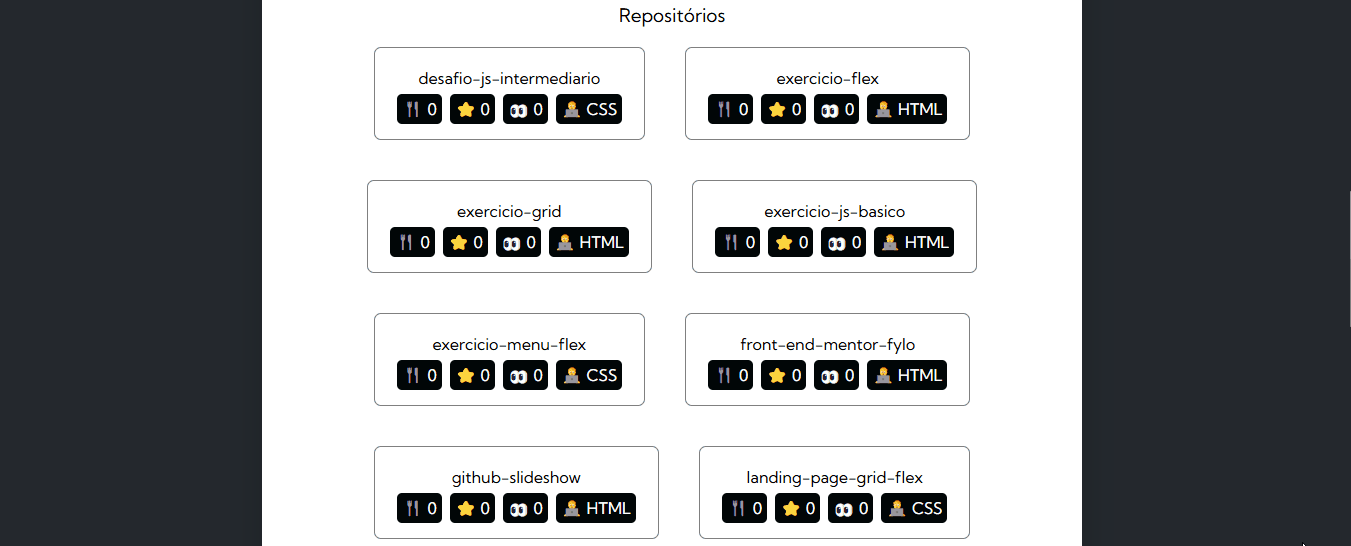 Repositórios
desafio-js-intermediario
exercicio-flex
0 0 0 CSS
0 0 0 HTML
exercicio-grid
exercicio-js-basico
0 0 0 HTML
0 0 0 HTML
exercicio-menu-flex
front-end-mentor-fylo
0 0 0 CSS
0 0 0 HTML
github-slideshow
landing-page-grid-flex
0 0 0 HTML
0 0 0 CSS